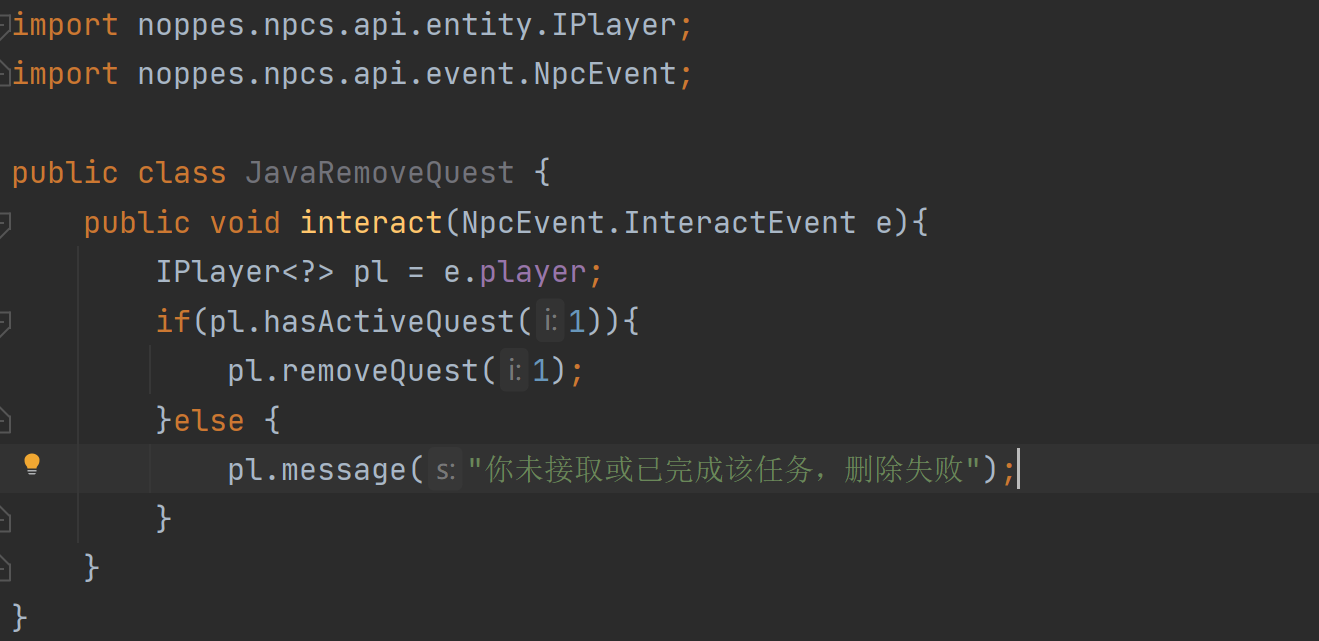 import noppes.npcs.api.entity.IPlayer;
import noppes.npcs.api.event.NpcEvent;
public class JavaRemoveQuest {
public void interact(NpcEvent.InteractEvent e){
IPlayer<?> pl = e.player;
if(pl.hasActiveQuest( i: 1)){
pl.removeQuest( i: 1);
}else {
pl.message( s: "你未接取或已完成该任务，删除失败");
}
}
}